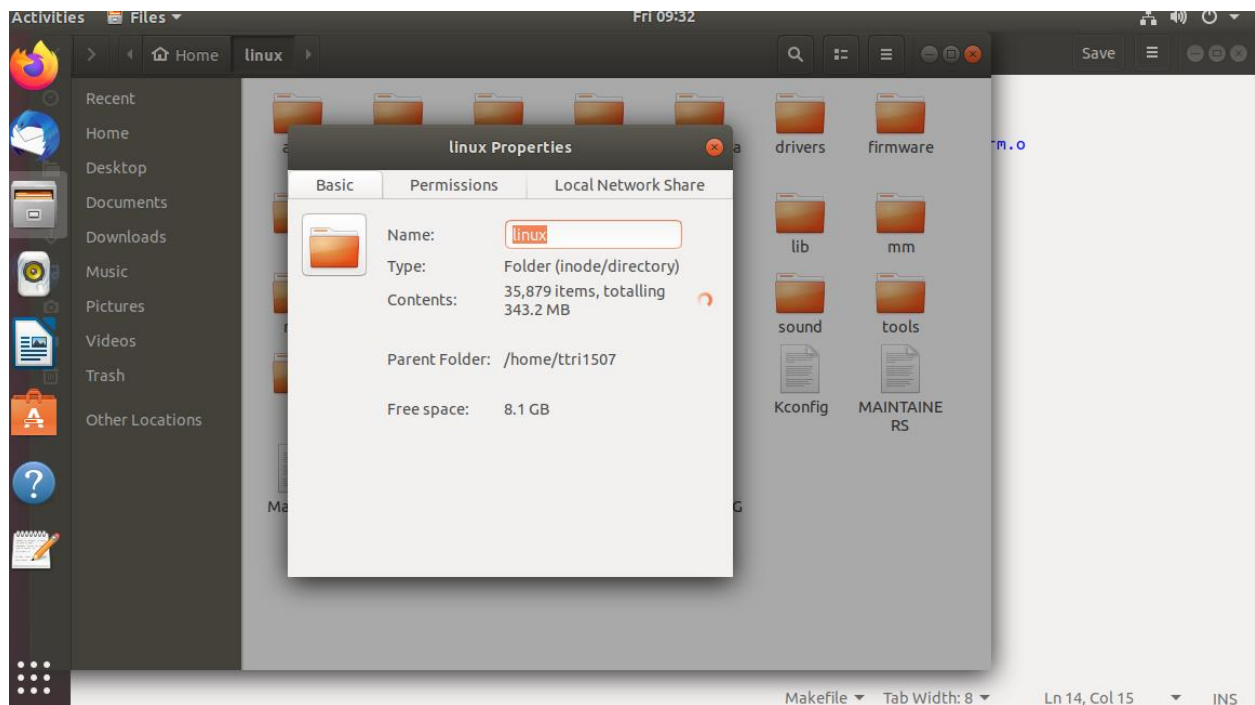 Activities Files Fri 09:32
Home linux Save
Recent
Home
Desktop
Documents
Downloads
Music
Pictures
Videos
Trash
Other Locations
drivers firmware
lib mm
sound tools
Kconfig MAINTAINE
RS
linux Properties
Basic Permissions Local Network Share
Name: linux
Type: Folder (inode/directory)
Contents: 35,879 items, totalling
343.2 MB
Parent Folder: /home/ttri1507
Free space: 8.1 GB
Ma
G
m.o
Makefile Tab Width: 8 Ln 14, Col 15 INS